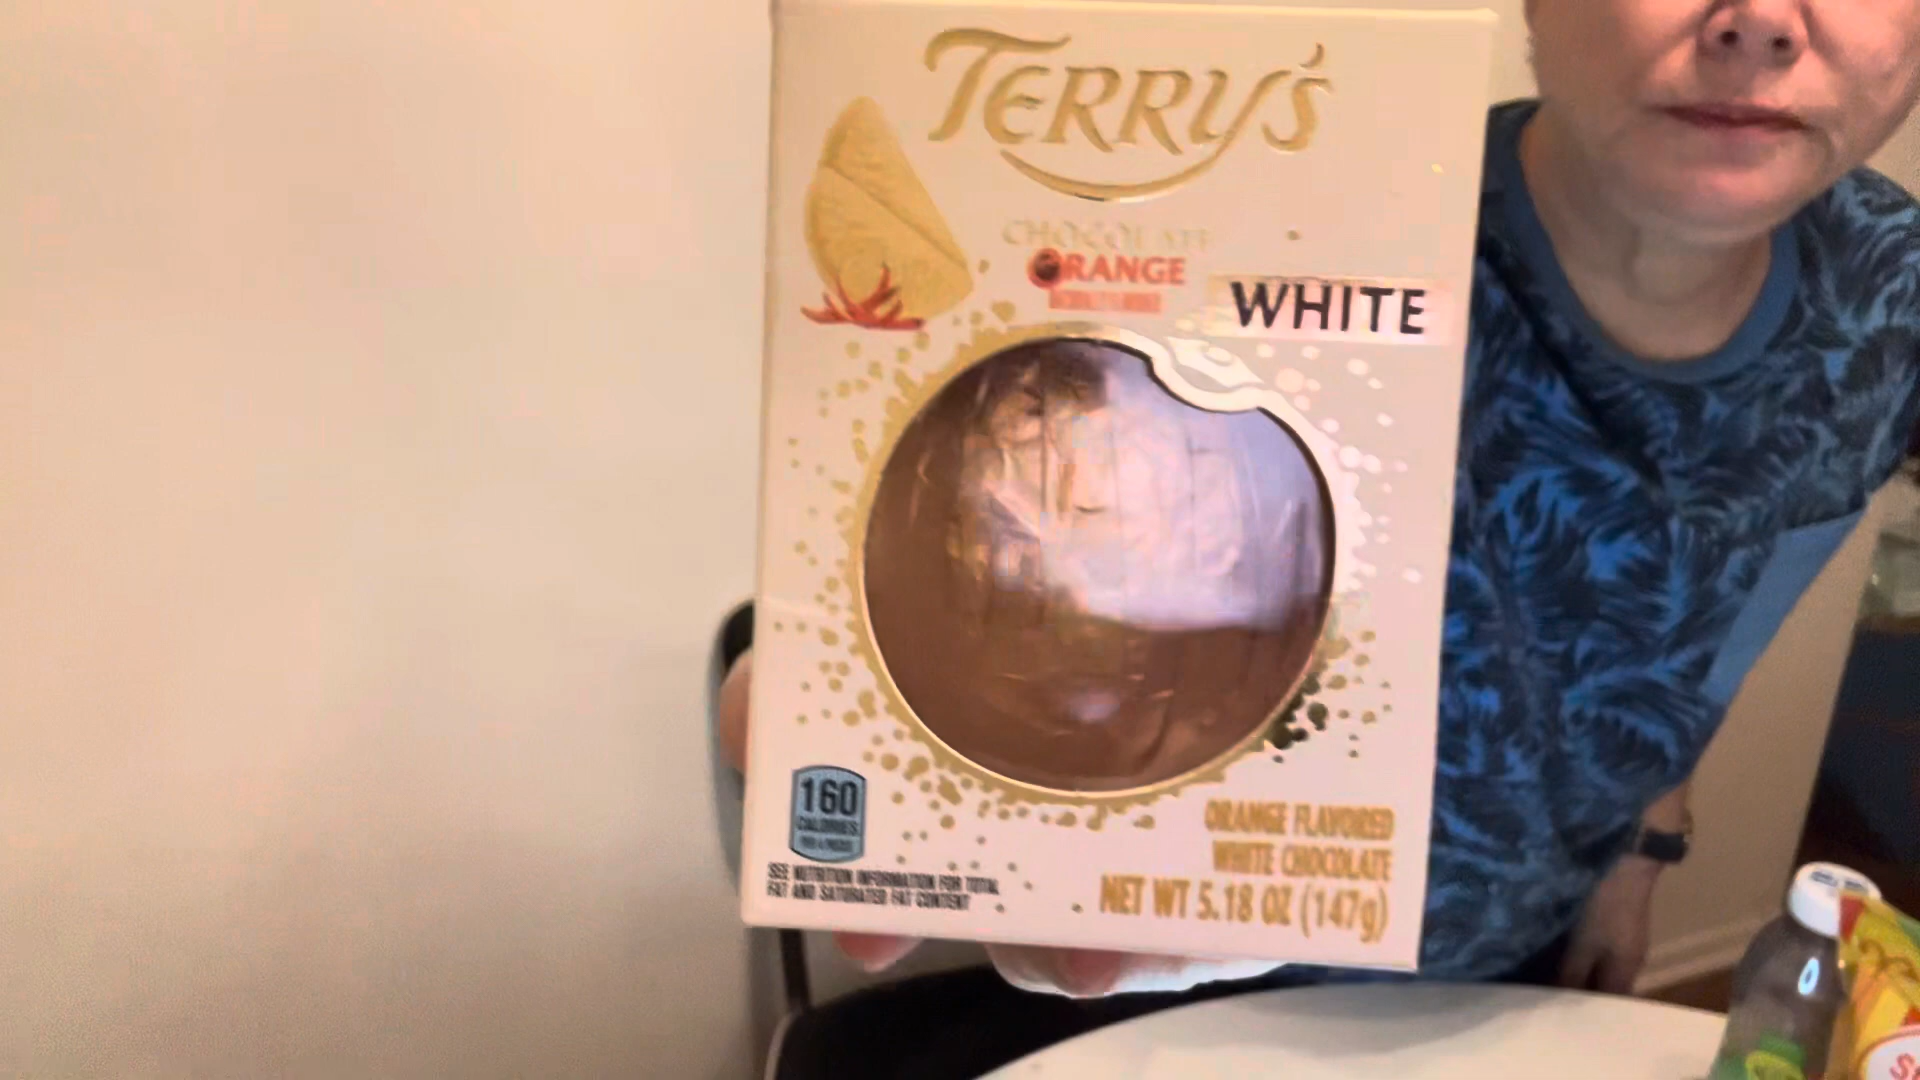 TERRY'S
CHOCOLATE
ORANGE
WHITE
160
CALORIES
SEE NUTRITION INFORMATION FOR TOTAL
FAT AND SATURATED FAT CONTENT
ORANGE FLAVORED
WHITE CHOCOLATE
NET WT 5.18 OZ (147g)